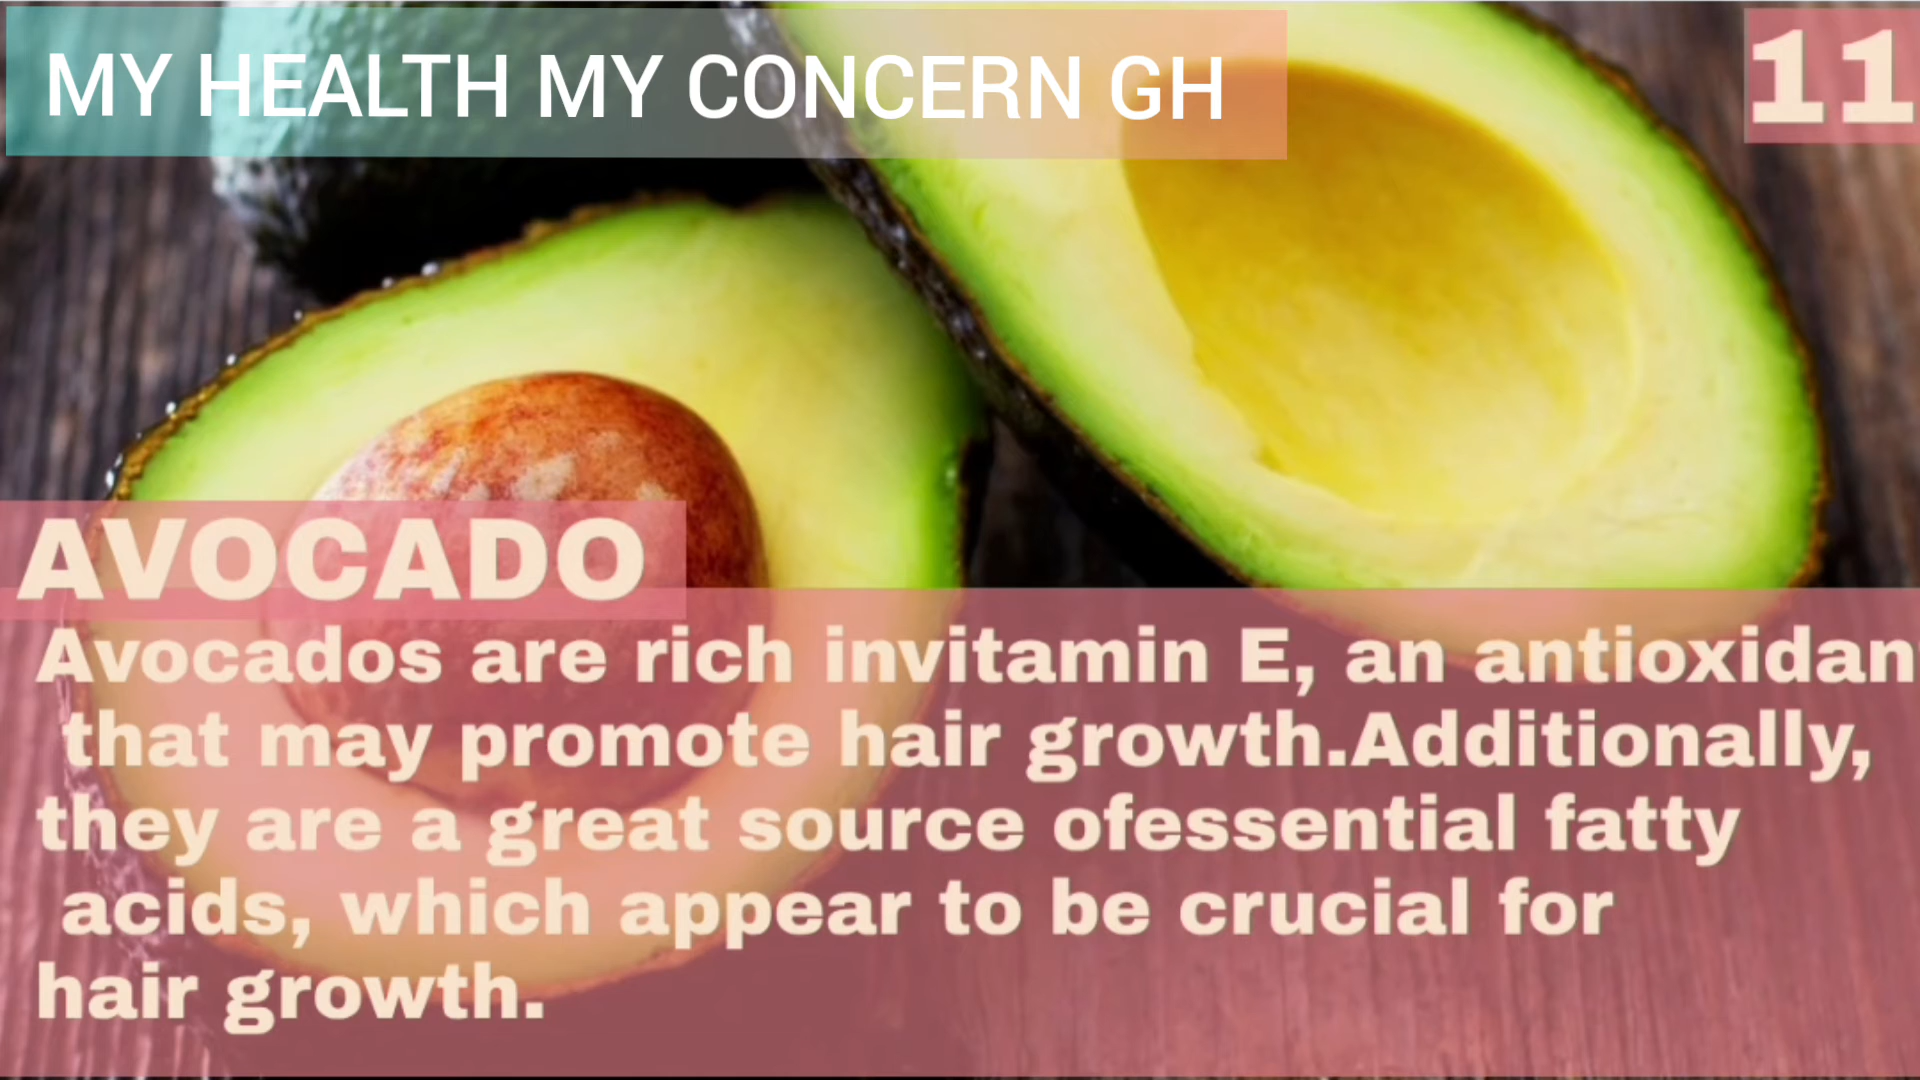 MY HEALTH MY CONCERN GH
11
AVOCADO
Avocados are rich invitamin E, an antioxidan
that may promote hair growth.Additionally,
they are a great source ofessential fatty
acids, which appear to be crucial for
hair growth.